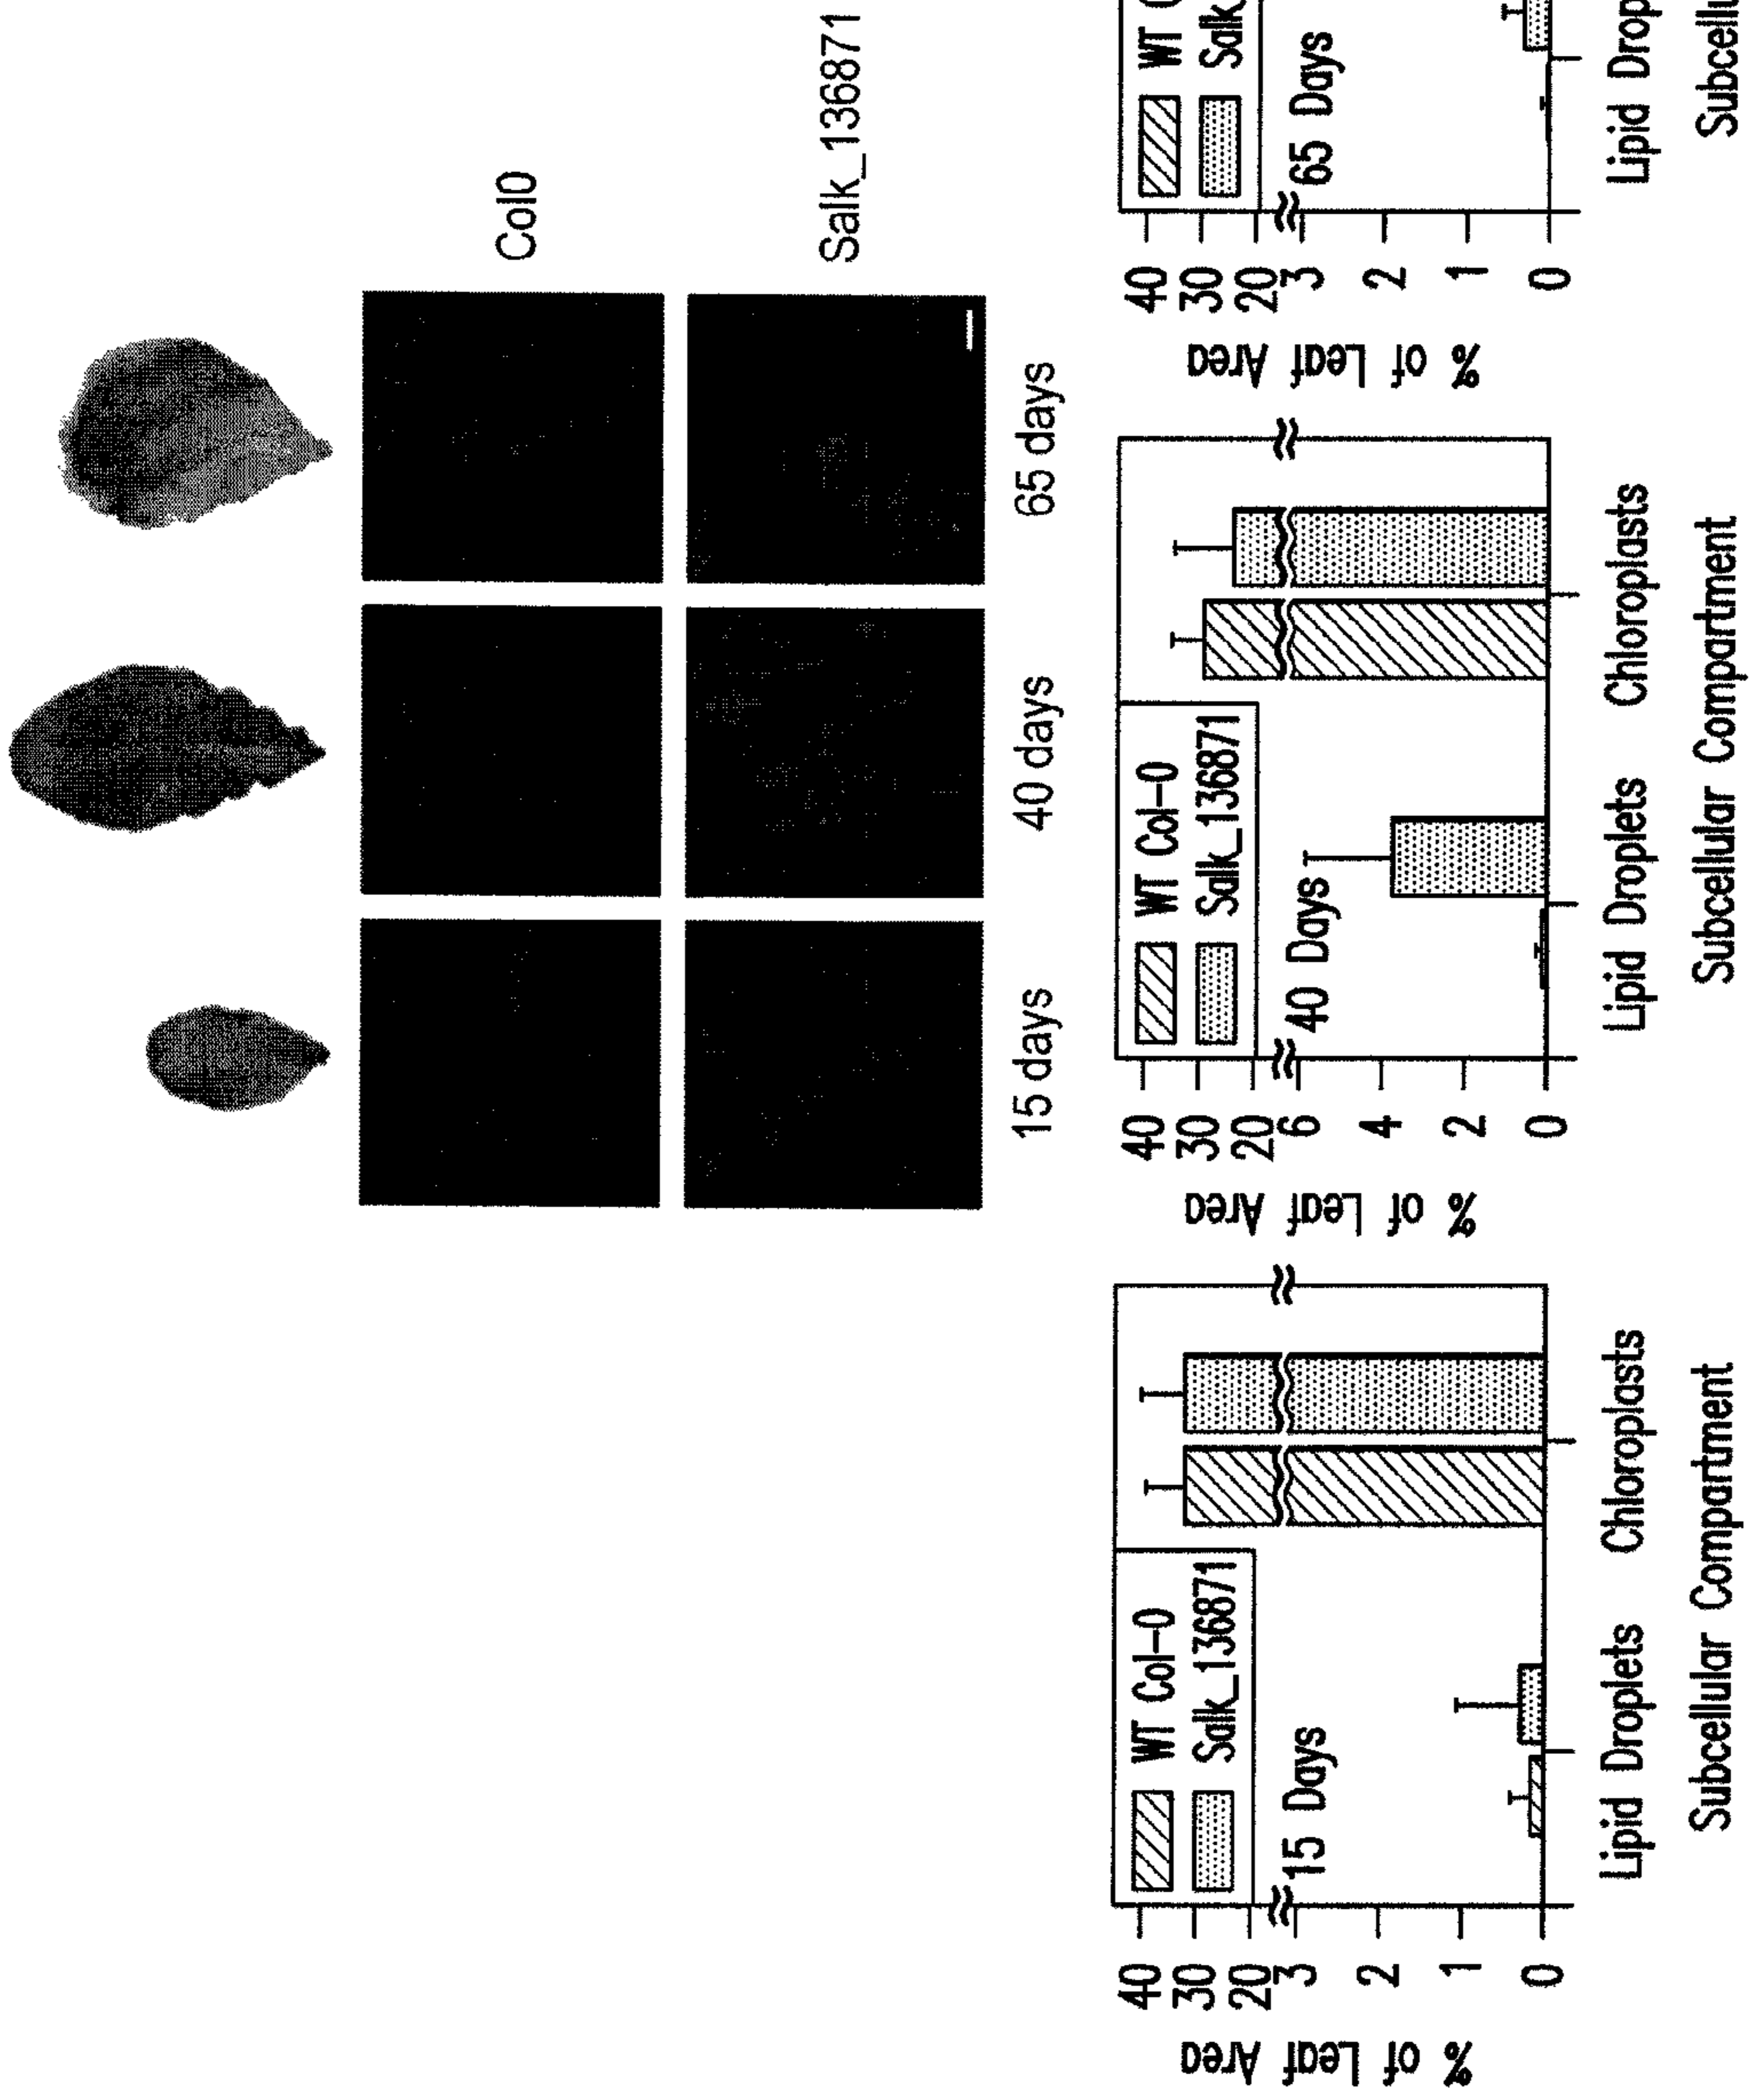 Col0
Salk_136871
15 days
40 days
65 days
% of Leaf Area
40
30
20
3
2
1
0
WT Col-0
Salk_136871
15 Days
Lipid Droplets
Chloroplasts
Subcellular Compartment
% of Leaf Area
40
30
20
6
4
2
0
WT Col-0
Salk_136871
40 Days
Lipid Droplets
Chloroplasts
Subcellular Compartment
% of Leaf Area
40
30
20
3
2
1
0
WT
Salk_
65 Days
Lipid Drop
Subcellu